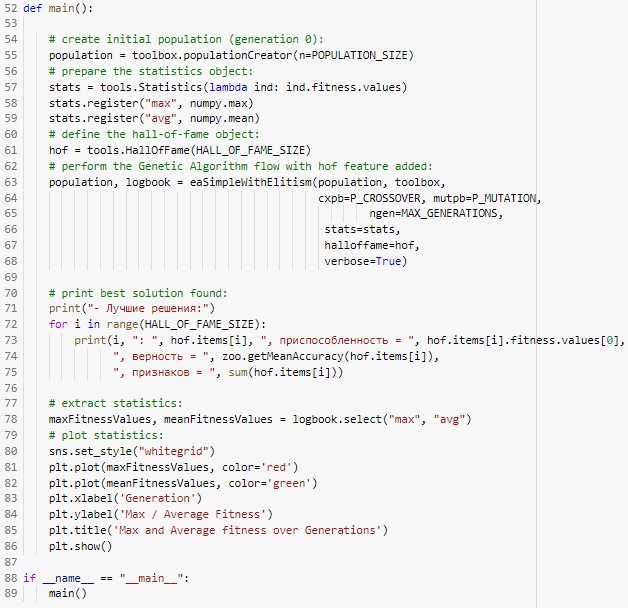 52 def main():
53
54     # create initial population (generation 0):
55     population = toolbox.populationCreator(n=POPULATION_SIZE)
56     # prepare the statistics object:
57     stats = tools.Statistics(lambda ind: ind.fitness.values)
58     stats.register("max", numpy.max)
59     stats.register("avg", numpy.mean)
60     # define the hall-of-fame object:
61     hof = tools.HallOfFame(HALL_OF_FAME_SIZE)
62     # perform the Genetic Algorithm flow with hof feature added:
63     population, logbook = eaSimpleWithElitism(population, toolbox,
64                                               cxpb=P_CROSSOVER, mutpb=P_MUTATION,
65                                                       ngen=MAX_GENERATIONS,
66                                                stats=stats,
67                                                halloffame=hof,
68                                                verbose=True)
69
70     # print best solution found:
71     print("- Лучшие решения:")
72     for i in range(HALL_OF_FAME_SIZE):
73         print(i, ": ", hof.items[i], ", приспособленность = ", hof.items[i].fitness.values[0],
74               ", верность = ", zoo.getMeanAccuracy(hof.items[i]),
75               ", признаков = ", sum(hof.items[i]))
76
77     # extract statistics:
78     maxFitnessValues, meanFitnessValues = logbook.select("max", "avg")
79     # plot statistics:
80     sns.set_style("whitegrid")
81     plt.plot(maxFitnessValues, color='red')
82     plt.plot(meanFitnessValues, color='green')
83     plt.xlabel('Generation')
84     plt.ylabel('Max / Average Fitness')
85     plt.title('Max and Average fitness over Generations')
86     plt.show()
87
88 if __name__ == "__main__":
89     main()